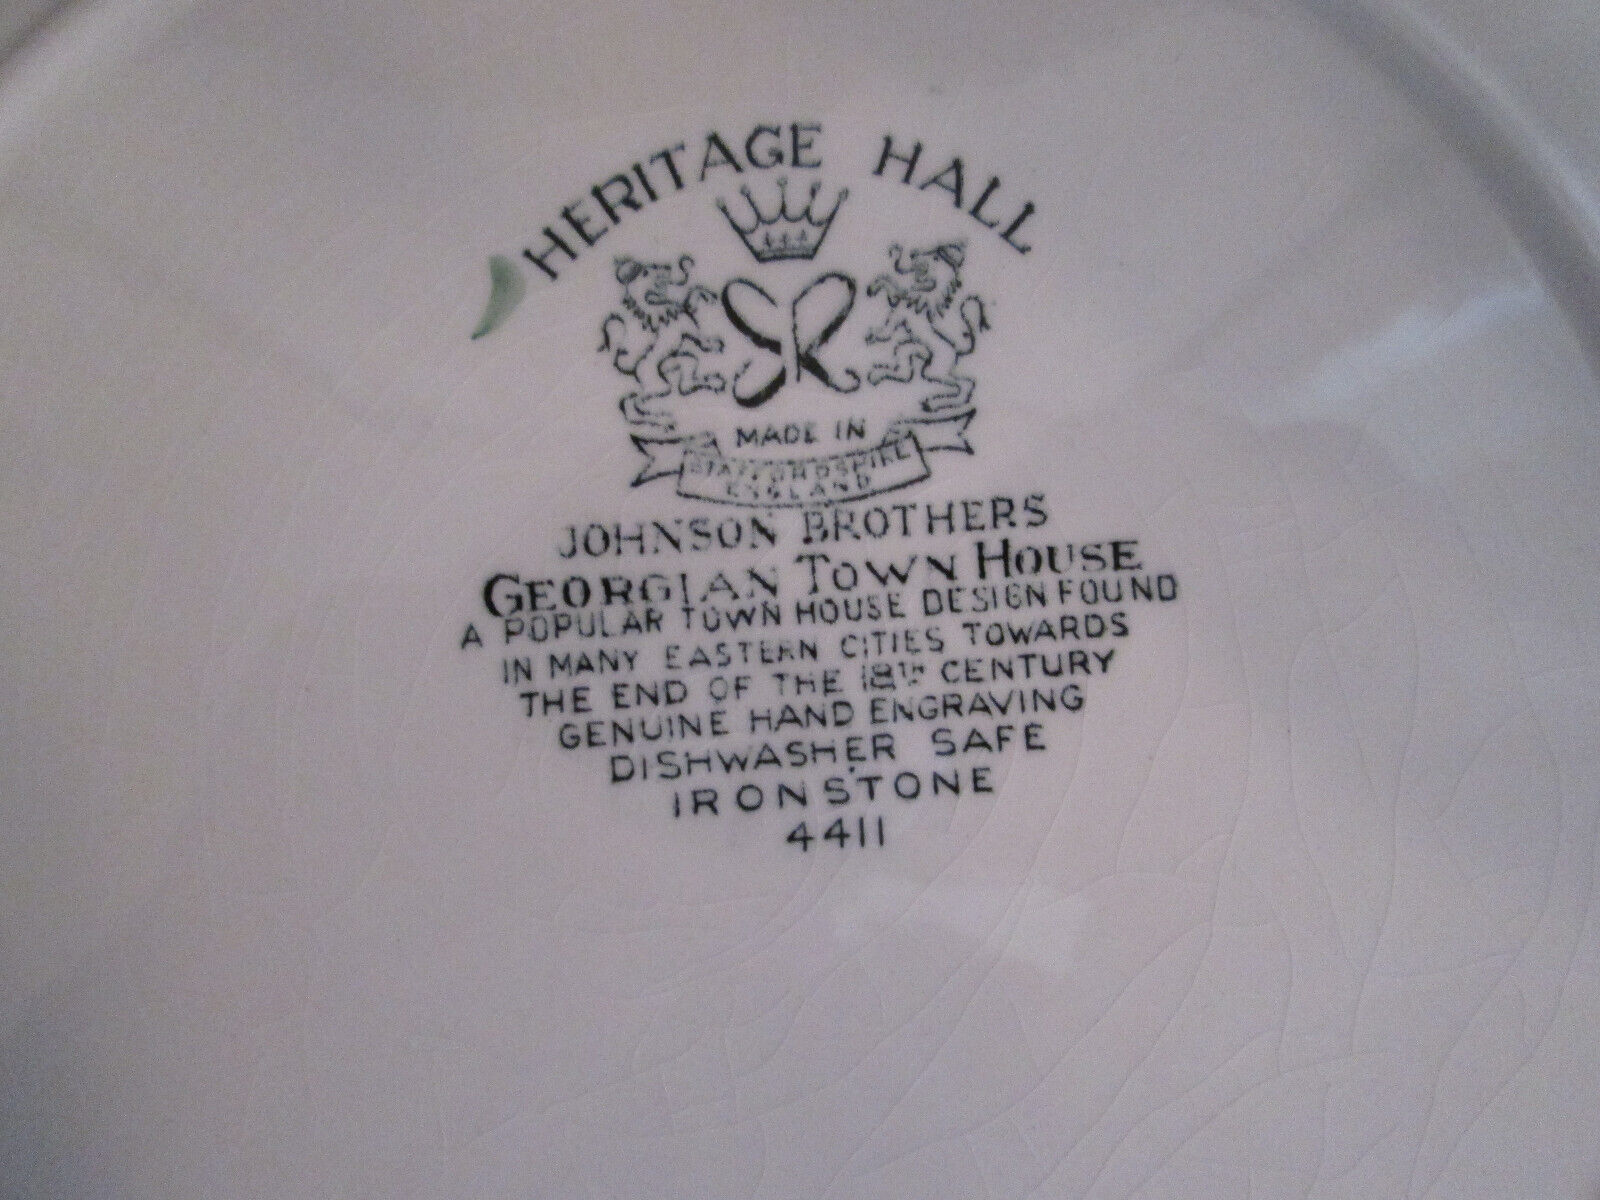 HERITAGE HALL
MADE IN
STAFFORDSHIRE
ENGLAND
JOHNSON BROTHERS
GEORGIAN TOWN HOUSE
A POPULAR TOWN HOUSE DESIGN FOUND
IN MANY EASTERN CITIES TOWARDS
THE END OF THE 18TH CENTURY
GENUINE HAND ENGRAVING
DISHWASHER SAFE
IRONSTONE
4411